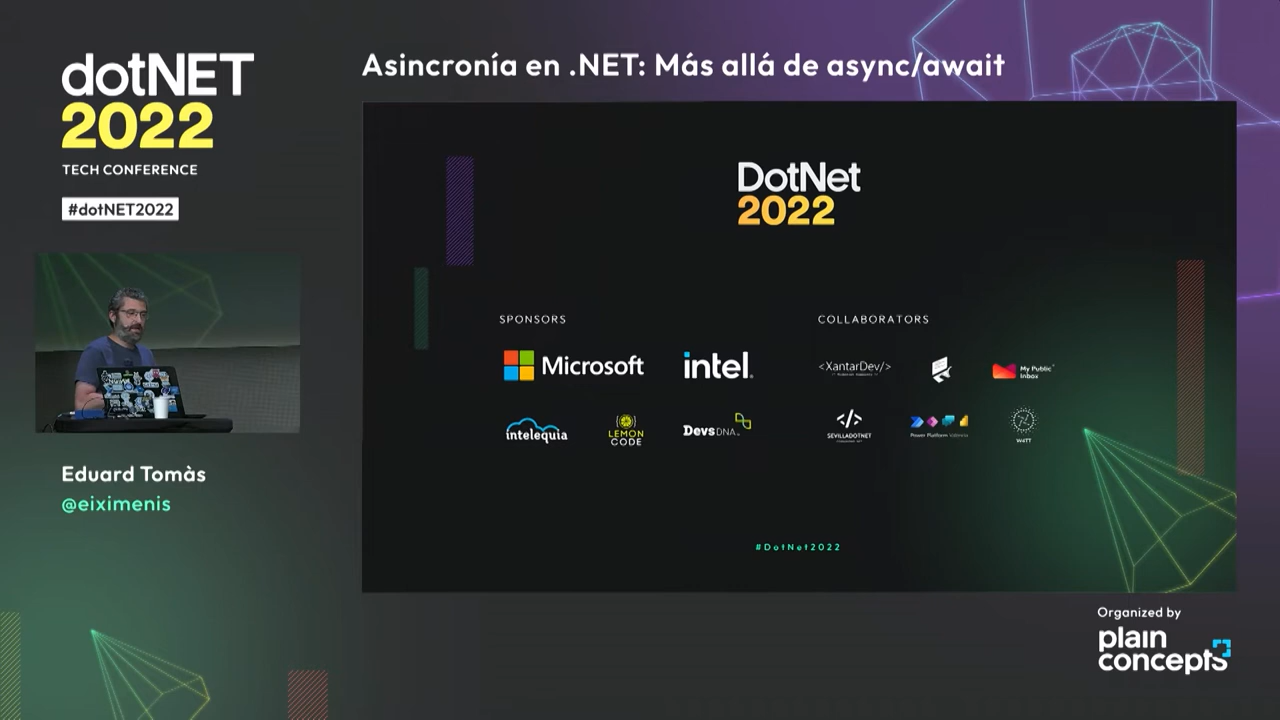 dotNET
2022
TECH CONFERENCE
#dotNET2022
Eduard Tomàs
@eiximenis
Asincronía en .NET: Más allá de async/await
DotNet
2022
SPONSORS
Microsoft
intel.
intelequia
LEMON
CODE
DevsDNA
COLLABORATORS
<XantarDev/>
My Public
Inbox
SEVILLADOTNET
Power Platform Valencia
WeTT
#DotNet2022
Organized by
plain
concepts